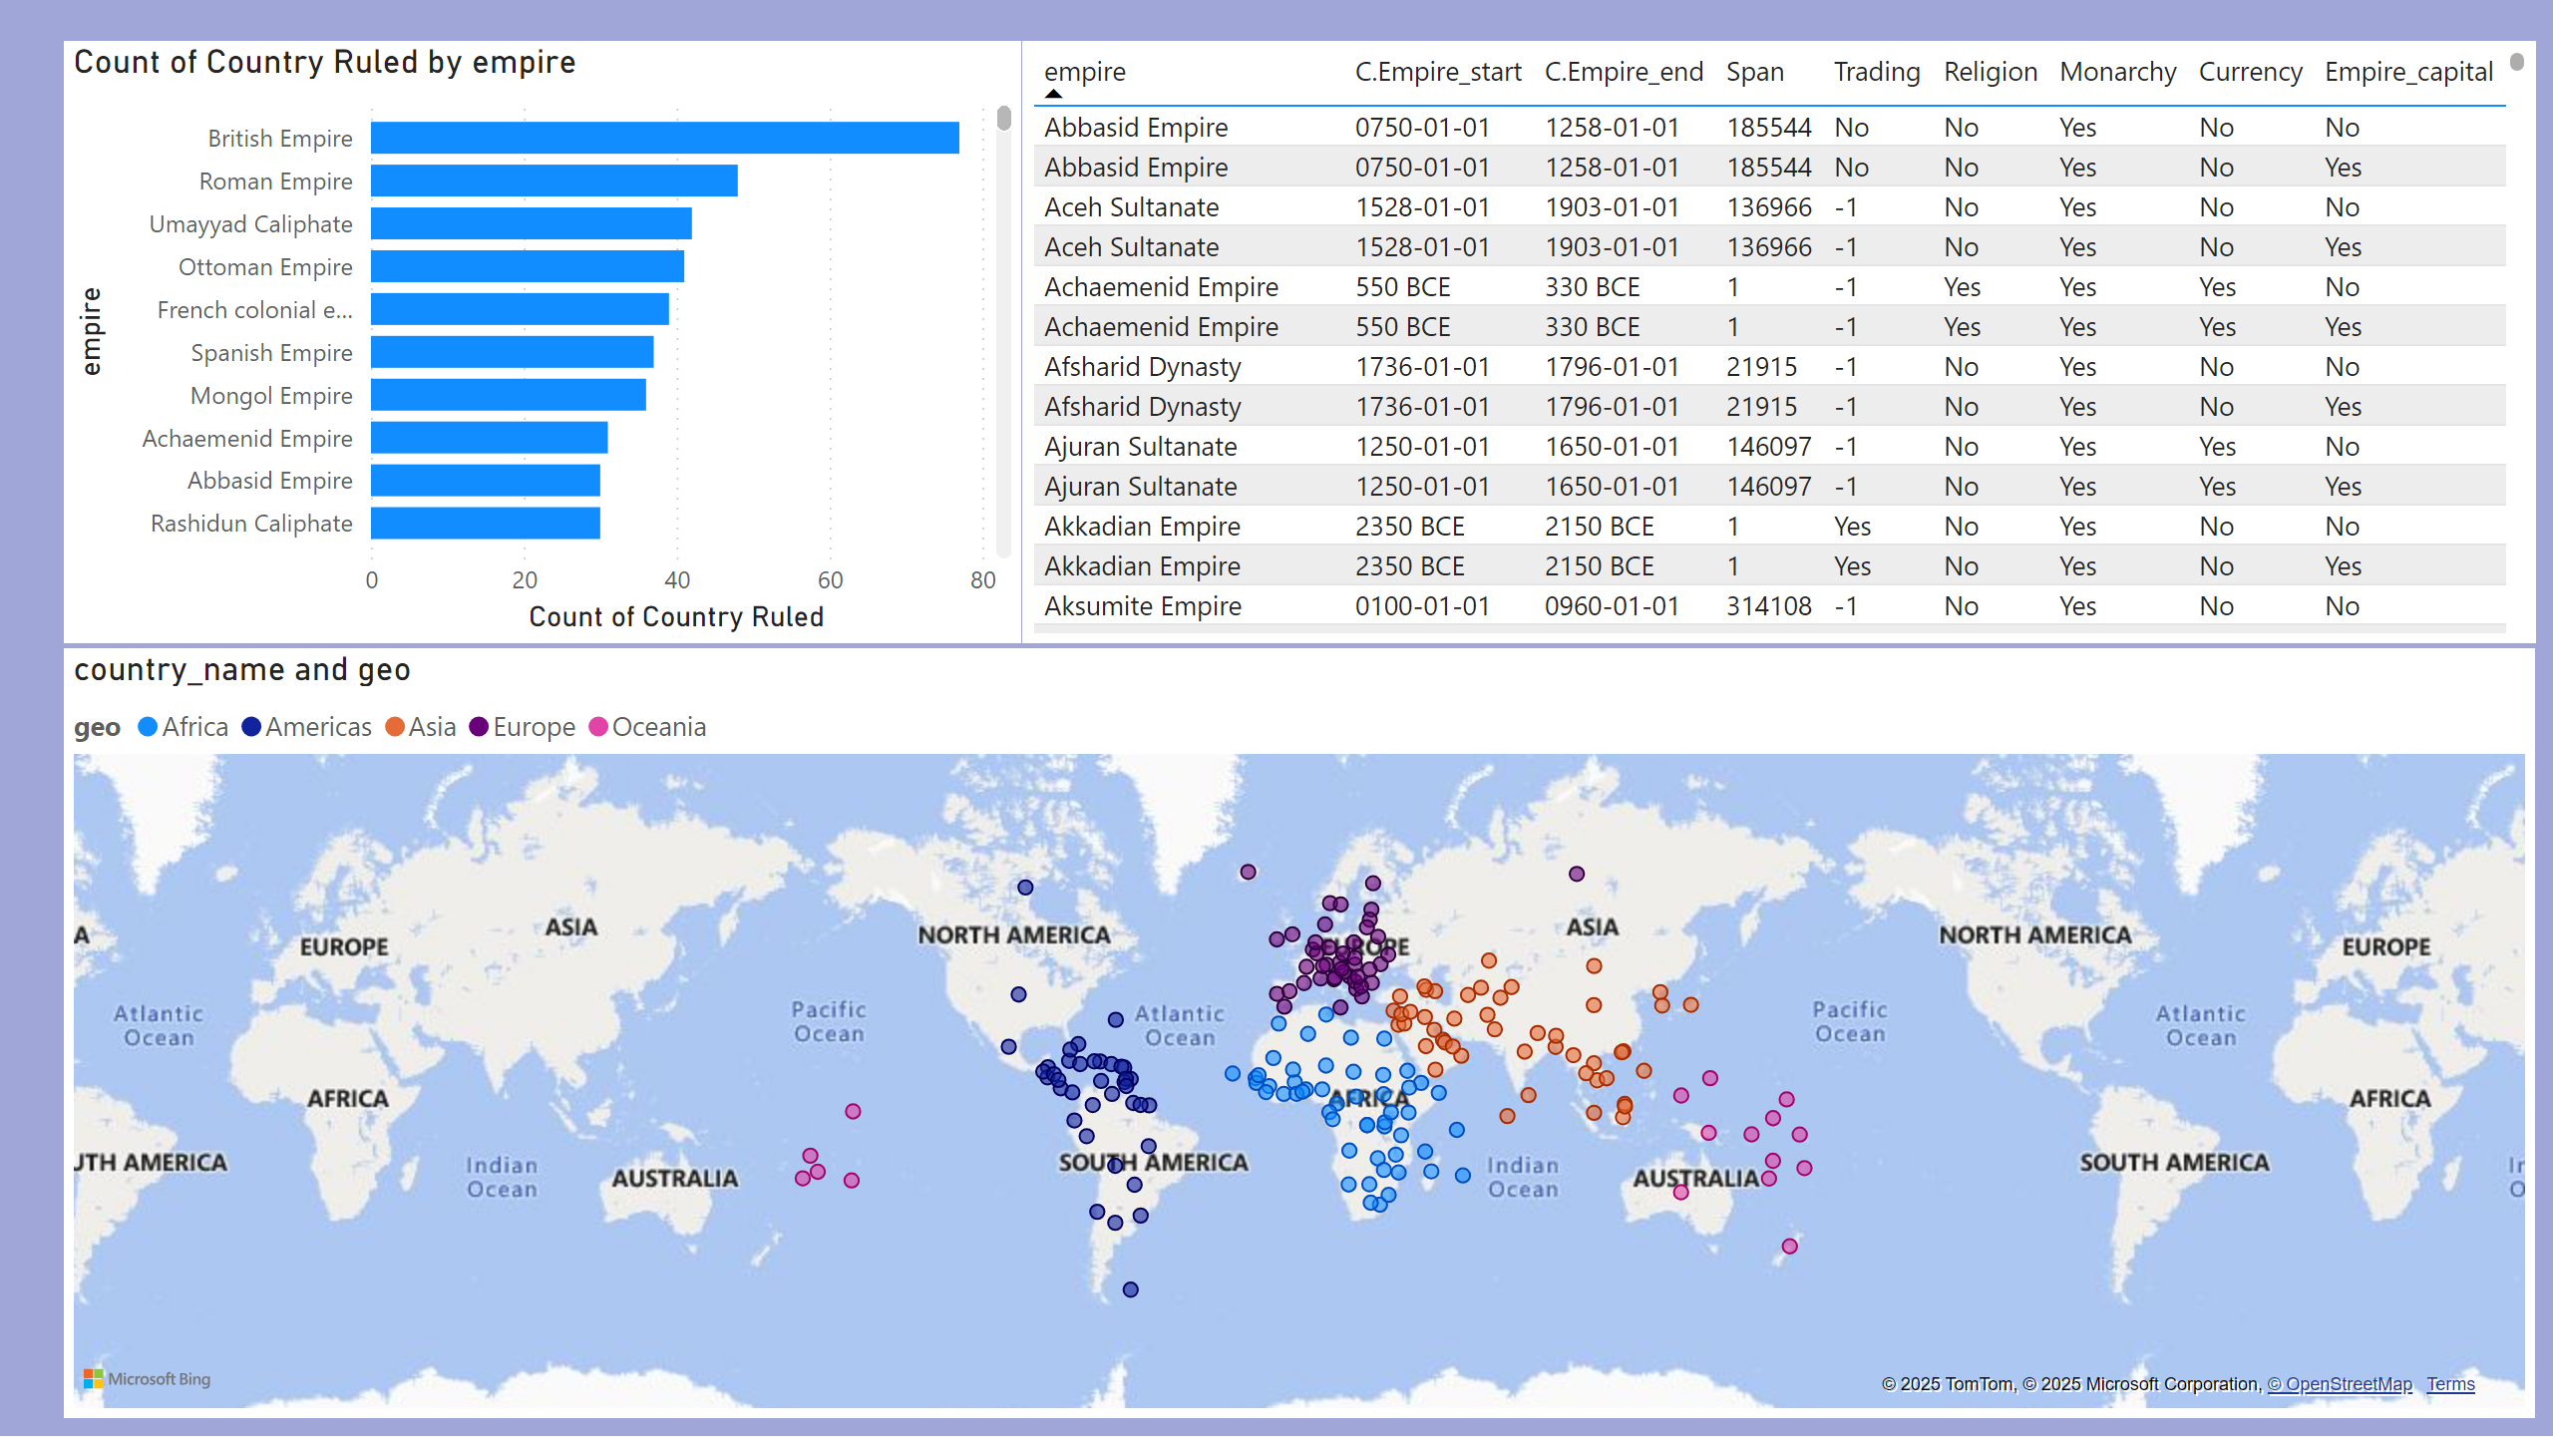 Count of Country Ruled by empire
empire
British Empire
Roman Empire
Umayyad Caliphate
Ottoman Empire
French colonial e...
Spanish Empire
Mongol Empire
Achaemenid Empire
Abbasid Empire
Rashidun Caliphate
0 20 40 60 80
Count of Country Ruled
empire C.Empire_start C.Empire_end Span Trading Religion Monarchy Currency Empire_capital
Abbasid Empire 0750-01-01 1258-01-01 185544 No No Yes No No
Abbasid Empire 0750-01-01 1258-01-01 185544 No No Yes No Yes
Aceh Sultanate 1528-01-01 1903-01-01 136966 -1 No Yes No No
Aceh Sultanate 1528-01-01 1903-01-01 136966 -1 No Yes No Yes
Achaemenid Empire 550 BCE 330 BCE 1 -1 Yes Yes Yes No
Achaemenid Empire 550 BCE 330 BCE 1 -1 Yes Yes Yes Yes
Afsharid Dynasty 1736-01-01 1796-01-01 21915 -1 No Yes No No
Afsharid Dynasty 1736-01-01 1796-01-01 21915 -1 No Yes No Yes
Ajuran Sultanate 1250-01-01 1650-01-01 146097 -1 No Yes Yes No
Ajuran Sultanate 1250-01-01 1650-01-01 146097 -1 No Yes Yes Yes
Akkadian Empire 2350 BCE 2150 BCE 1 Yes No Yes No No
Akkadian Empire 2350 BCE 2150 BCE 1 Yes No Yes No Yes
Aksumite Empire 0100-01-01 0960-01-01 314108 -1 No Yes No No
country_name and geo
geo Africa Americas Asia Europe Oceania
A EUROPE ASIA NORTH AMERICA EUROPE ASIA NORTH AMERICA EUROPE
Atlantic Ocean Pacific Ocean Atlantic Ocean Pacific Ocean Atlantic Ocean
AFRICA AFRICA AFRICA
UTH AMERICA Indian Ocean AUSTRALIA SOUTH AMERICA Indian Ocean AUSTRALIA SOUTH AMERICA In O
Microsoft Bing
© 2025 TomTom, © 2025 Microsoft Corporation, © OpenStreetMap Terms